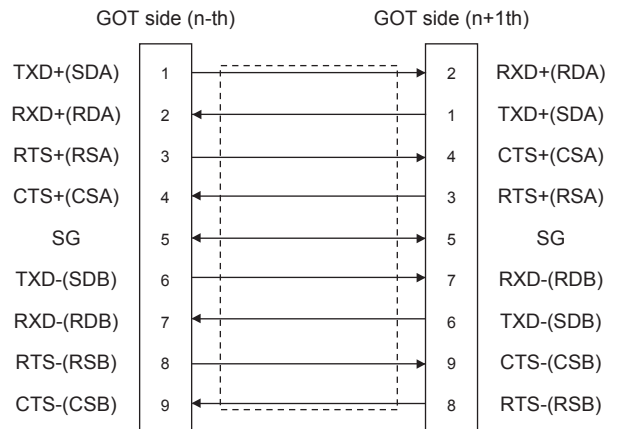 GOT side (n-th) GOT side (n+1th)
TXD+(SDA) 1 2 RXD+(RDA)
RXD+(RDA) 2 1 TXD+(SDA)
RTS+(RSA) 3 4 CTS+(CSA)
CTS+(CSA) 4 3 RTS+(RSA)
SG 5 5 SG
TXD-(SDB) 6 7 RXD-(RDB)
RXD-(RDB) 7 6 TXD-(SDB)
RTS-(RSB) 8 9 CTS-(CSB)
CTS-(CSB) 9 8 RTS-(RSB)